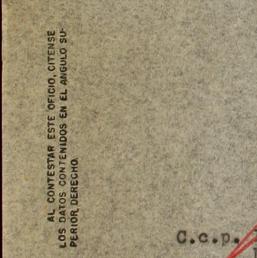 AL CONTESTAR ESTE OFICIO, CITENSE
LOS DATOS CONTENIDOS EN EL ANGULO SU-
PERIOR DERECHO.
C.c.p.